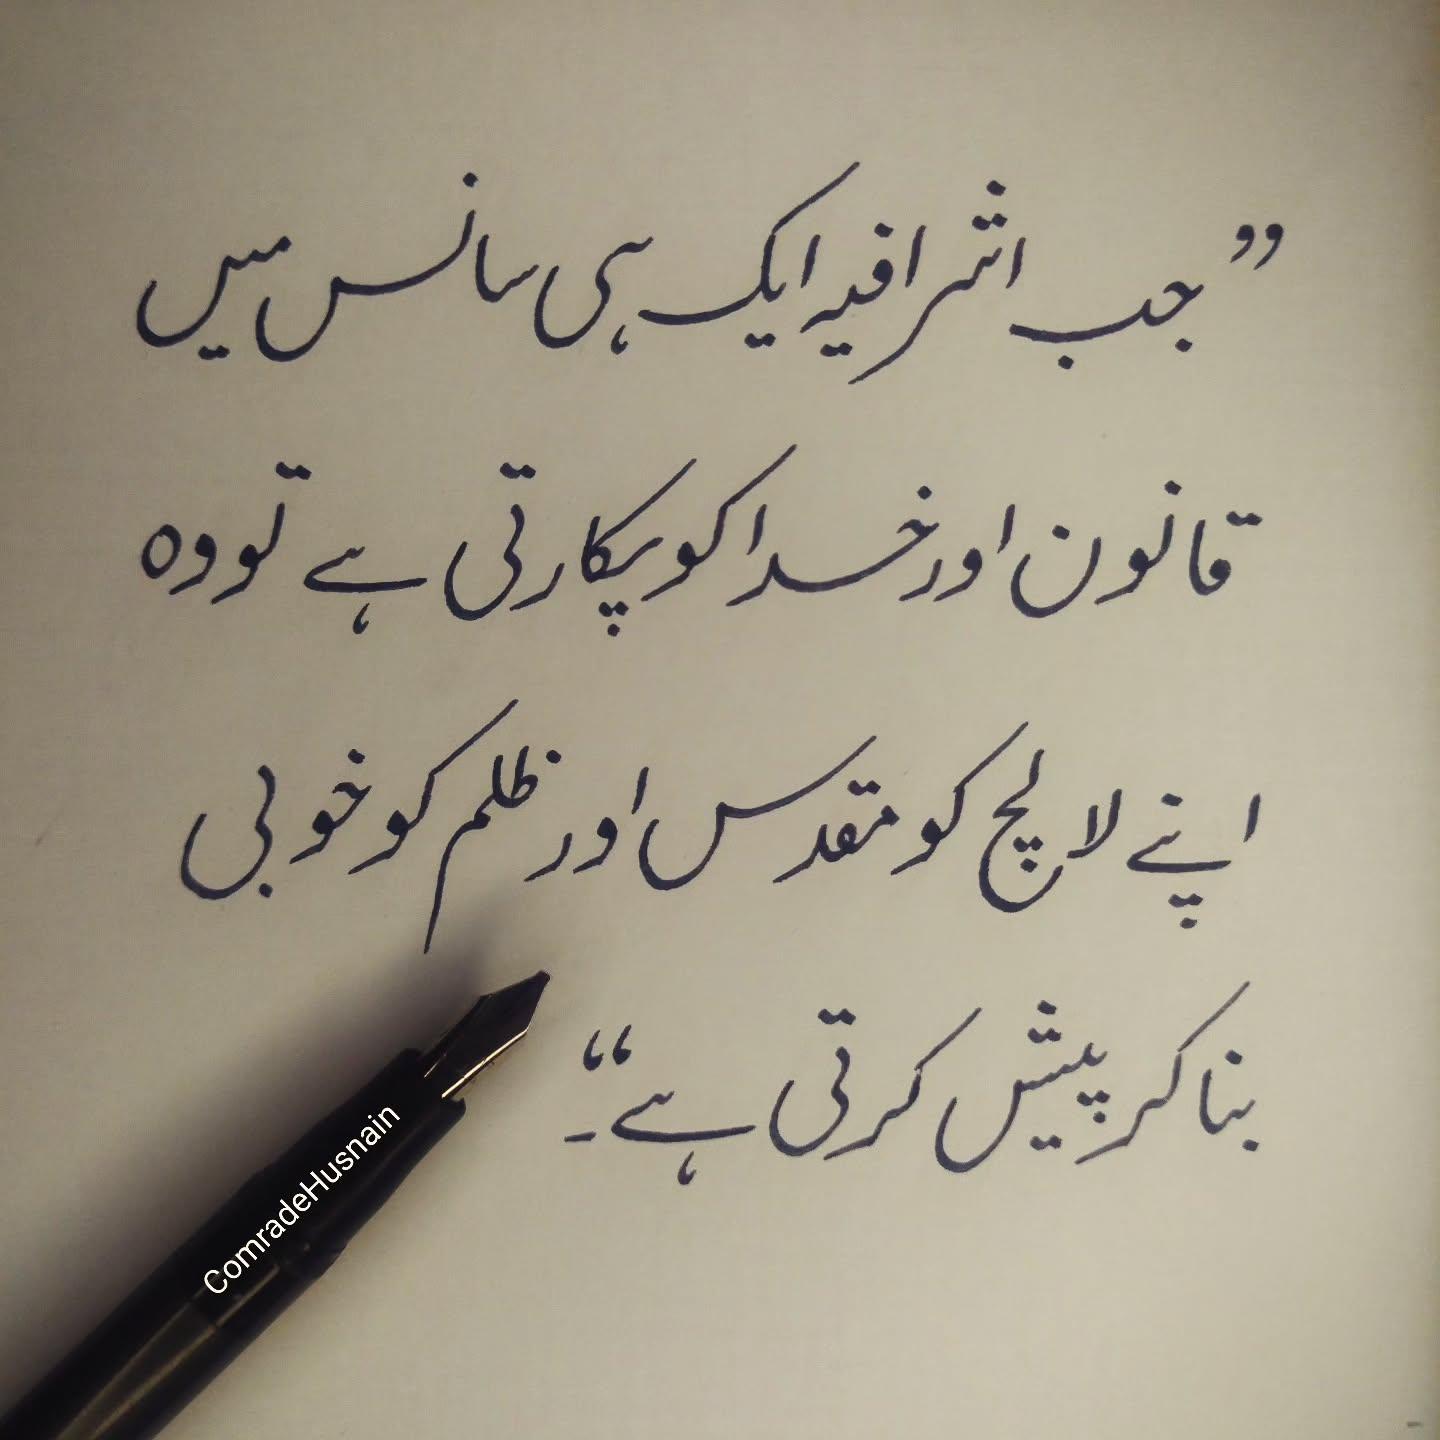 ”جب اشرافیہ ایک ہی سانس میں
قانون اور خدا کو پکارتی ہے تو وہ
اپنے لالچ کو مقدس اور ظلم کو خوبی
بنا کر پیش کرتی ہے۔“
ComradeHusnain